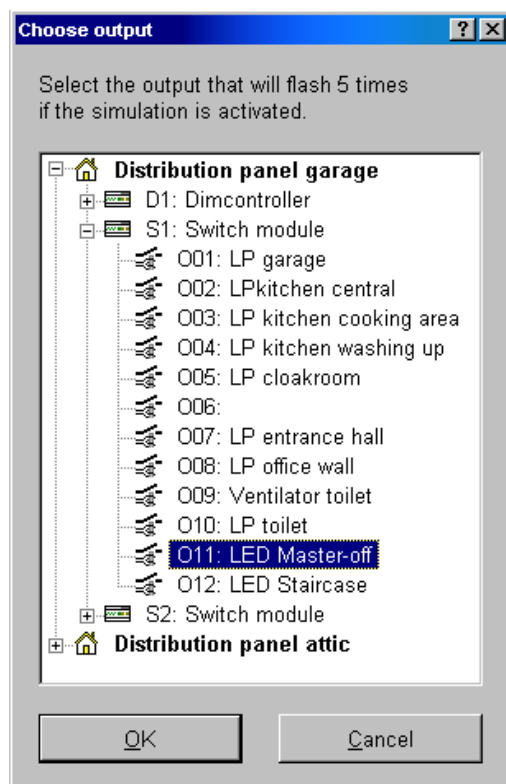 Choose output
Select the output that will flash 5 times
if the simulation is activated.
Distribution panel garage
D1: Dimcontroller
S1: Switch module
O01: LP garage
O02: LPkitchen central
O03: LP kitchen cooking area
O04: LP kitchen washing up
O05: LP cloakroom
O06:
O07: LP entrance hall
O08: LP office wall
O09: Ventilator toilet
O10: LP toilet
O11: LED Master-off
O12: LED Staircase
S2: Switch module
Distribution panel attic
OK
Cancel